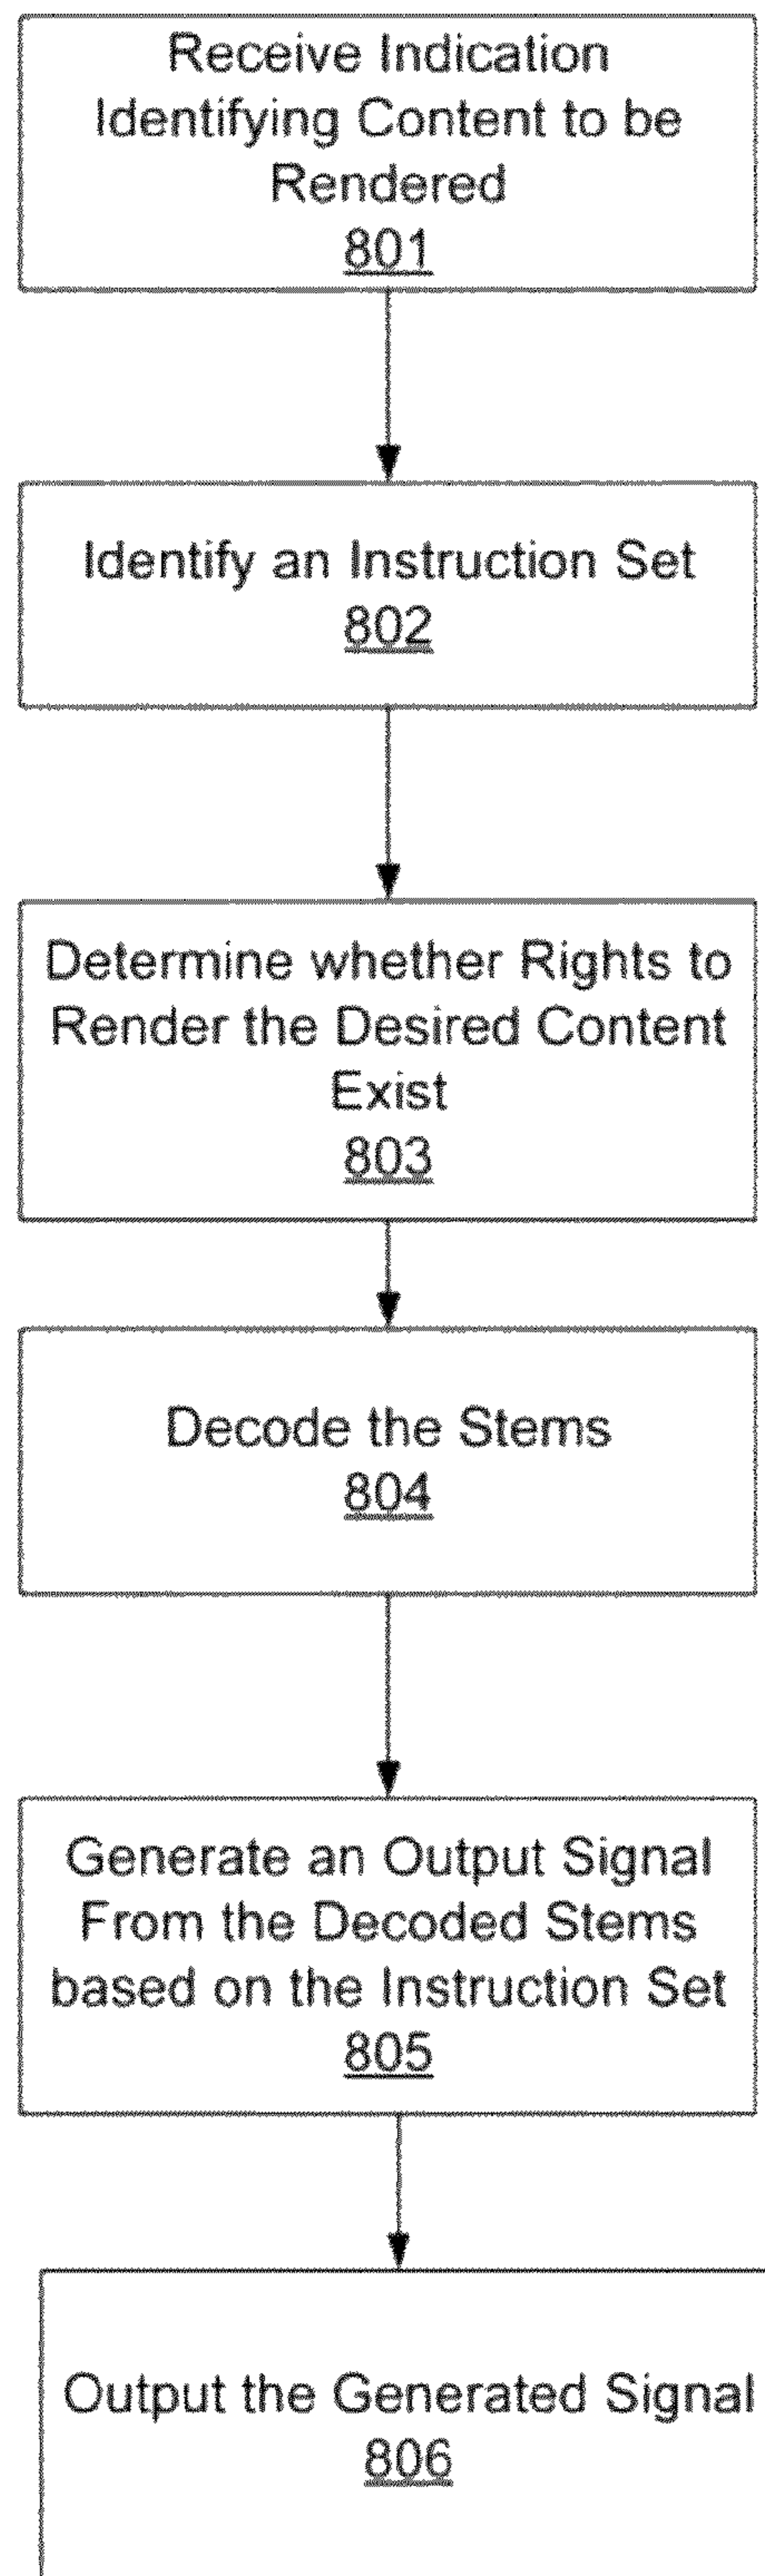 Receive Indication
Identifying Content to be
Rendered
801
Identify an Instruction Set
802
Determine whether Rights to
Render the Desired Content
Exist
803
Decode the Stems
804
Generate an Output Signal
From the Decoded Stems
based on the Instruction Set
805
Output the Generated Signal
806